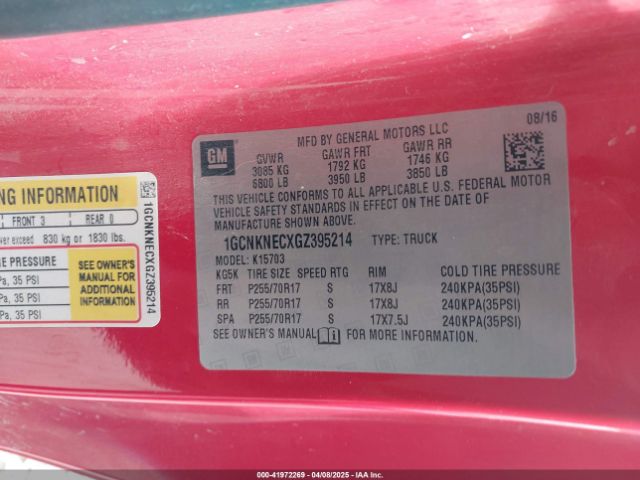 NG INFORMATION
FRONT 3 REAR 0
ver exceed 830 kg or 1830 lbs.
E PRESSURE
Pa, 35 PSI
Pa, 35 PSI
Pa, 35 PSI
SEE OWNER'S
MANUAL FOR
ADDITIONAL
INFORMATION
1GCNKNECXGZ395214
GM
MFD BY GENERAL MOTORS LLC
08/16
GVWR GAWR FRT GAWR RR
3085 KG 1792 KG 1746 KG
6800 LB 3950 LB 3850 LB
THIS VEHICLE CONFORMS TO ALL APPLICABLE U.S. FEDERAL MOTOR
VEHICLE SAFETY STANDARDS IN EFFECT ON THE DATE OF
MANUFACTURE SHOWN ABOVE.
1GCNKNECXGZ395214 TYPE: TRUCK
MODEL: K15703
KG5K TIRE SIZE SPEED RTG RIM COLD TIRE PRESSURE
FRT P255/70R17 S 17X8J 240KPA(35PSI)
RR P255/70R17 S 17X8J 240KPA(35PSI)
SPA P255/70R17 S 17X7.5J 240KPA(35PSI)
SEE OWNER'S MANUAL FOR MORE INFORMATION.
000-41972269 | 04/08/2025 - Copyright © IAA